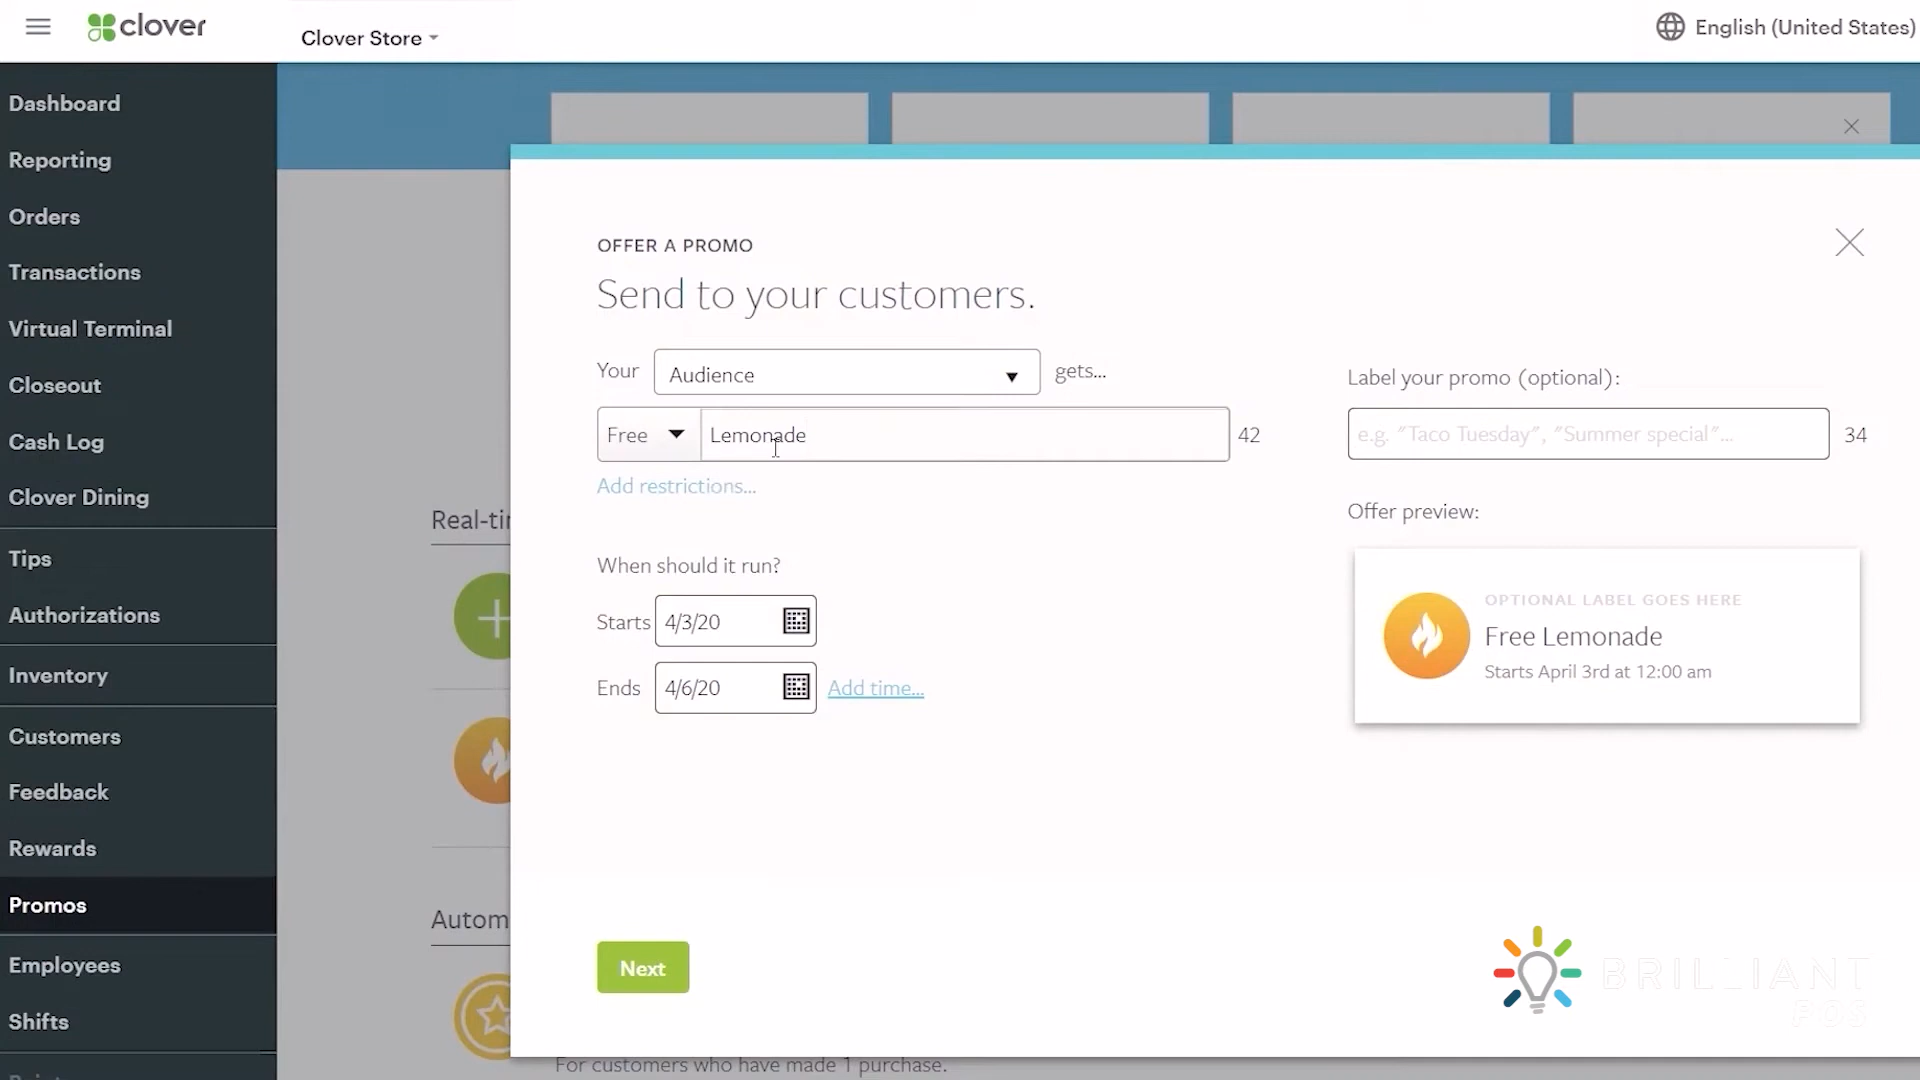 clover
Clover Store
English (United States)
Dashboard
Reporting
Orders
Transactions
Virtual Terminal
Closeout
Cash Log
Clover Dining
Tips
Authorizations
Inventory
Customers
Feedback
Rewards
Promos
Employees
Shifts
Real-ti
Autom
OFFER A PROMO
Send to your customers.
Your Audience gets...
Free Lemonade 42
Add restrictions...
When should it run?
Starts 4/3/20
Ends 4/6/20 Add time...
Next
Label your promo (optional):
e.g. "Taco Tuesday", "Summer special"... 34
Offer preview:
OPTIONAL LABEL GOES HERE
Free Lemonade
Starts April 3rd at 12:00 am
For customers who have made 1 purchase.
BRILLIANT
POS